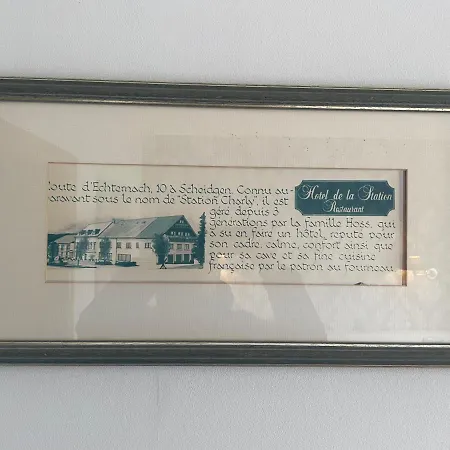 Route d'Echternach, 10 à Scheidgen. Connu au-
paravant sous le nom de "Station Charly", il est
géré depuis 3
générations par la famille Hoss, qui
a su en faire un hôtel, réputé pour
son cadre, calme, confort ainsi que
pour sa cave et sa fine cuisine
française par le patron au fourneau.
Hotel de la Station
Restaurant